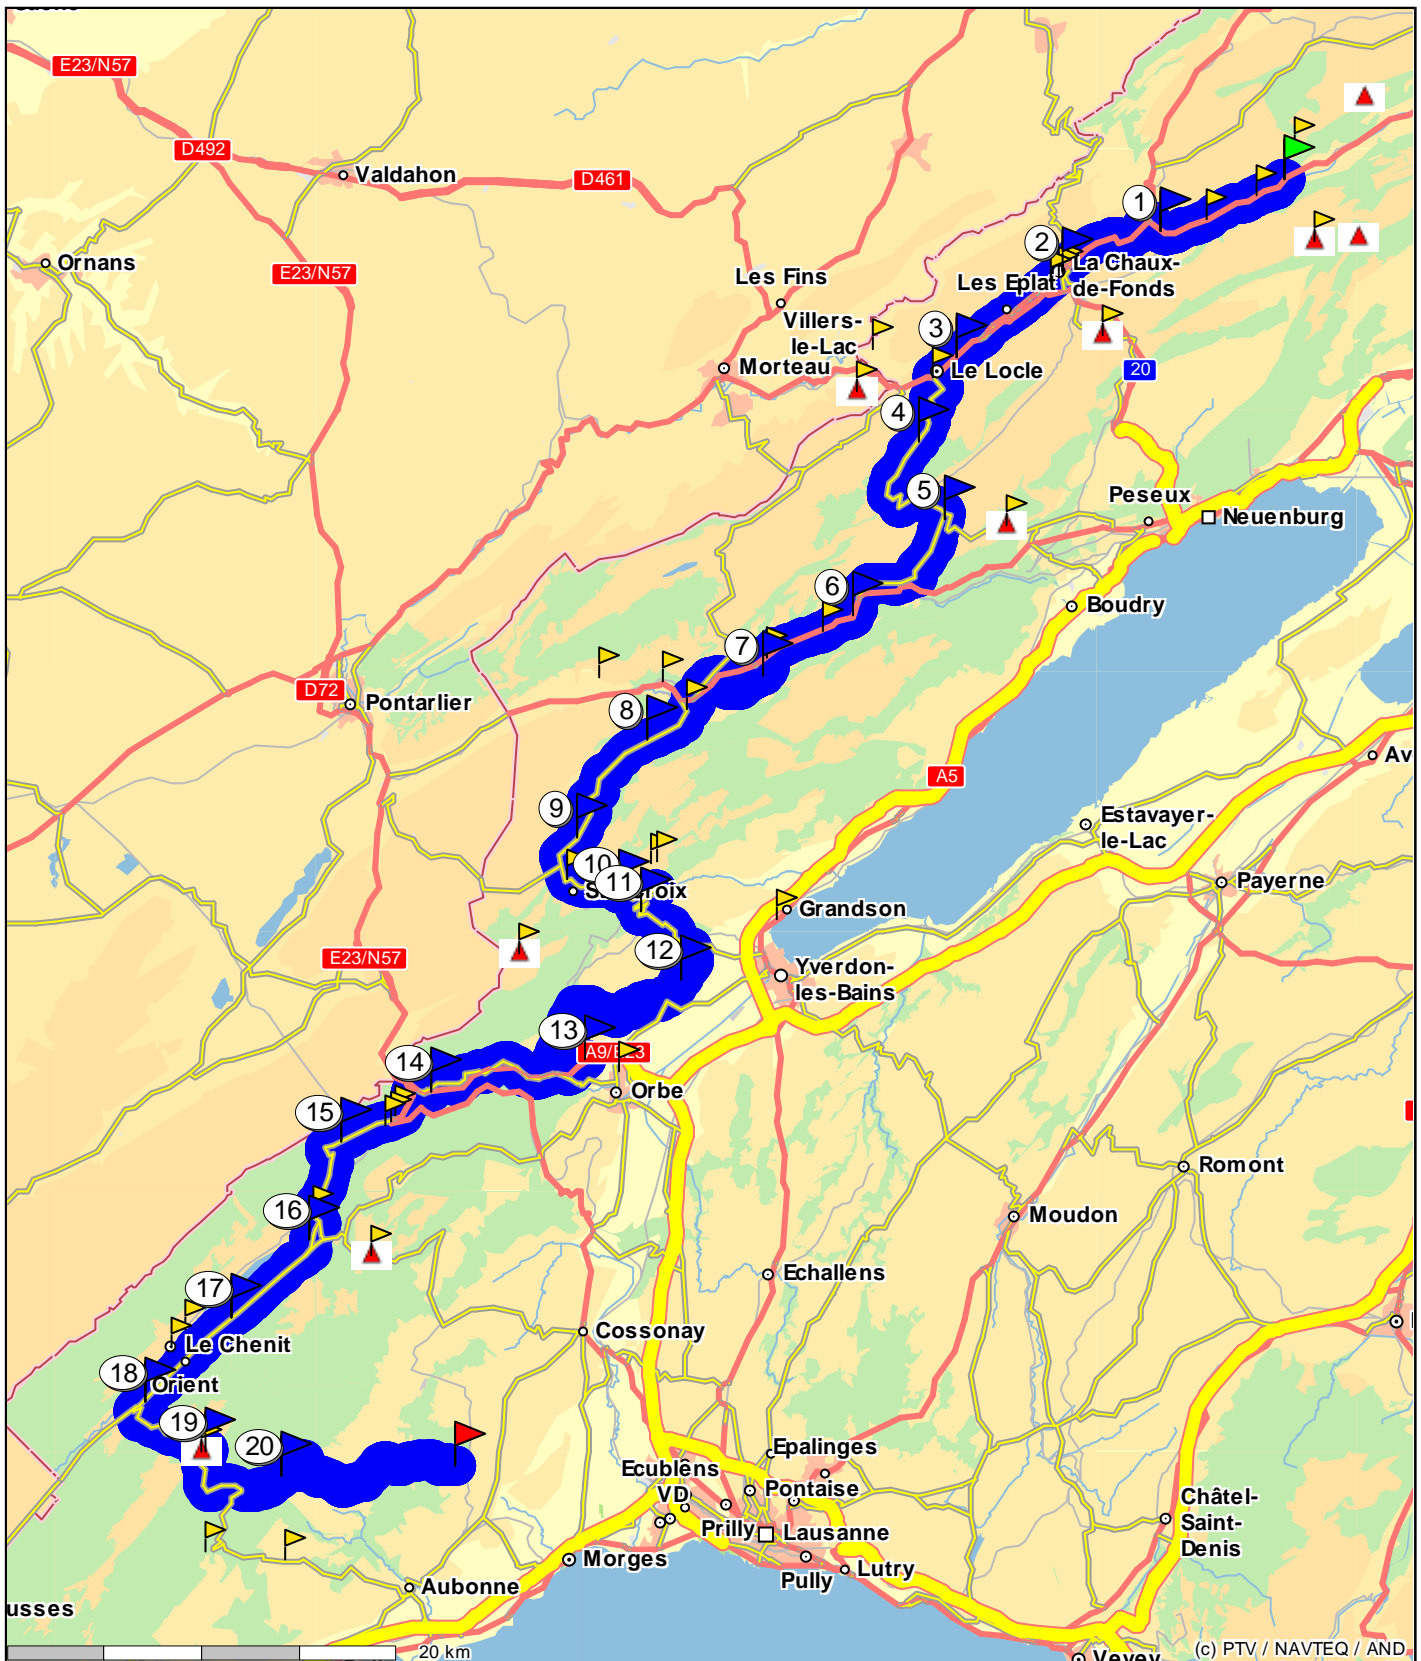 E23/N57
D492
Valdahon
D461
1
Ornans
2
La Chaux-
de-Fonds
E23/N57
Les Fins
Les Eplat
Villers-
le-Lac
3
Morteau
Le Locle
20
4
5
Peseux
Neuenburg
6
Boudry
7
D72
Pontarlier
8
A5
Av
9
Estavayer-
le-Lac
10
11
Payerne
Grandson
12
E23/N57
Yverdon-
les-Bains
13
14
Orbe
15
Romont
16
Moudon
17
Echallens
Le Chenit
Cossonay
18
Orient
19
20
Epalinges
Ecublens
VD
Pontaise
Châtel-
Saint-
Denis
Prilly
Lausanne
Morges
Pully
Lutry
Aubonne
usses
20 km
(c) PTV / NAVTEQ / AND
Vevey